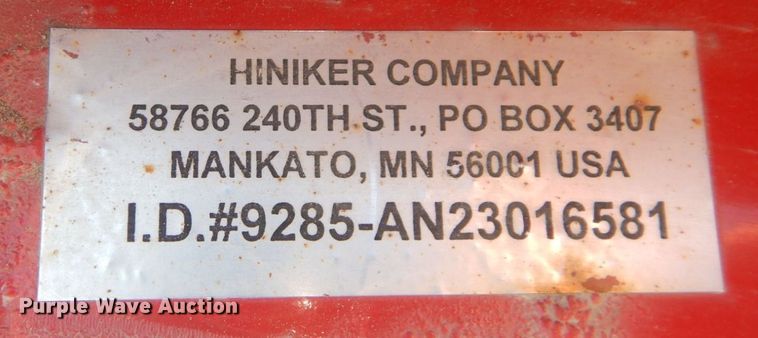 HINIKER COMPANY
58766 240TH ST., PO BOX 3407
MANKATO, MN 56001 USA
I.D.#9285-AN23016581
Purple Wave Auction